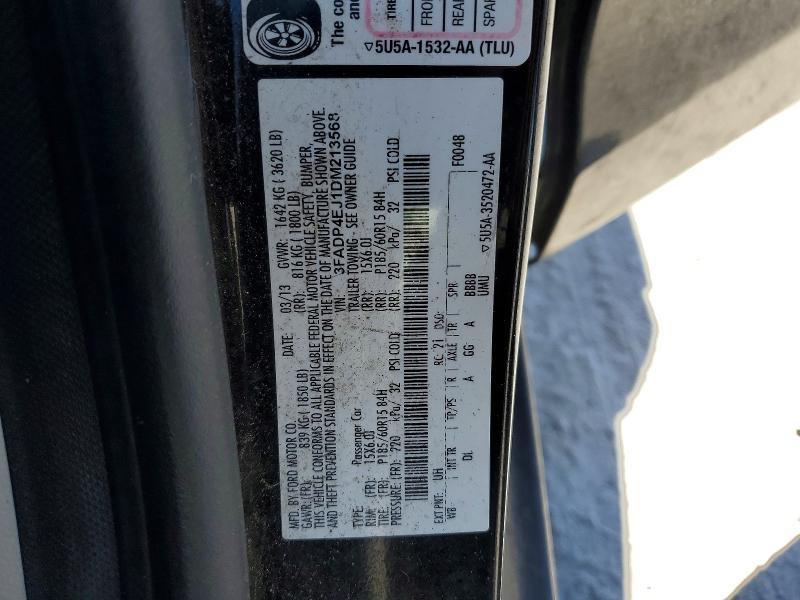 The co
and
FRO
REA
SPA
▽5U5A-1532-AA (TLU)
MFD. BY FORD MOTOR CO.
DATE: 03/13 GVWR: 1642 KG ( 3620 LB)
GAWR: (FR): 839 KG ( 1850 LB) (RR): 816 KG ( 1800 LB)
THIS VEHICLE CONFORMS TO ALL APPLICABLE FEDERAL MOTOR VEHICLE SAFETY, BUMPER,
AND THEFT PREVENTION STANDARDS IN EFFECT ON THE DATE OF MANUFACTURE SHOWN ABOVE.
VIN: 3FADP4EJ1DM213568
TYPE: Passenger Car TRAILER TOWING - SEE OWNER GUIDE
RIM: (FR): 15X6.0J (RR): 15X6.0J
TIRE: (FR): P185/60R15 84H (RR): P185/60R15 84H
PRESSURE: (FR): 220 kPa/ 32 PSI COLD (RR): 220 kPa/ 32 PSI COLD
EXT PNT: UH RC: 21 DSO: F0048
WB INT TR TP/PS R AXLE TR SPR
DL A GG A BBBB
UMU
▽5U5A-3520472-AA